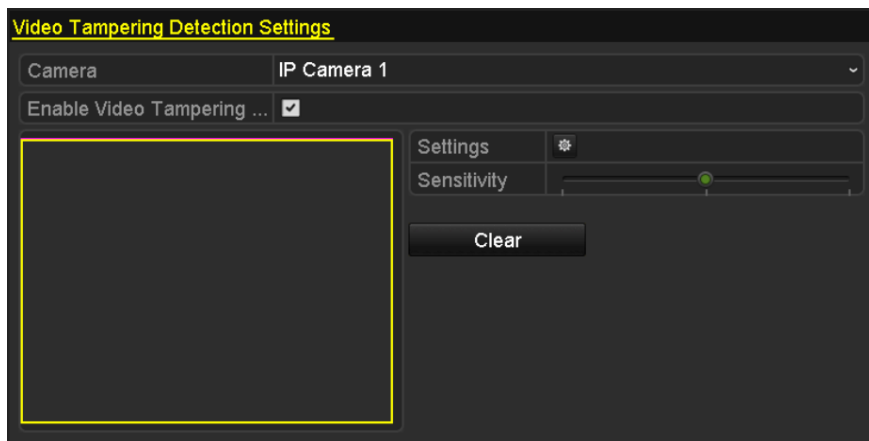 Video Tampering Detection Settings
Camera IP Camera 1
Enable Video Tampering ...
Settings
Sensitivity
Clear